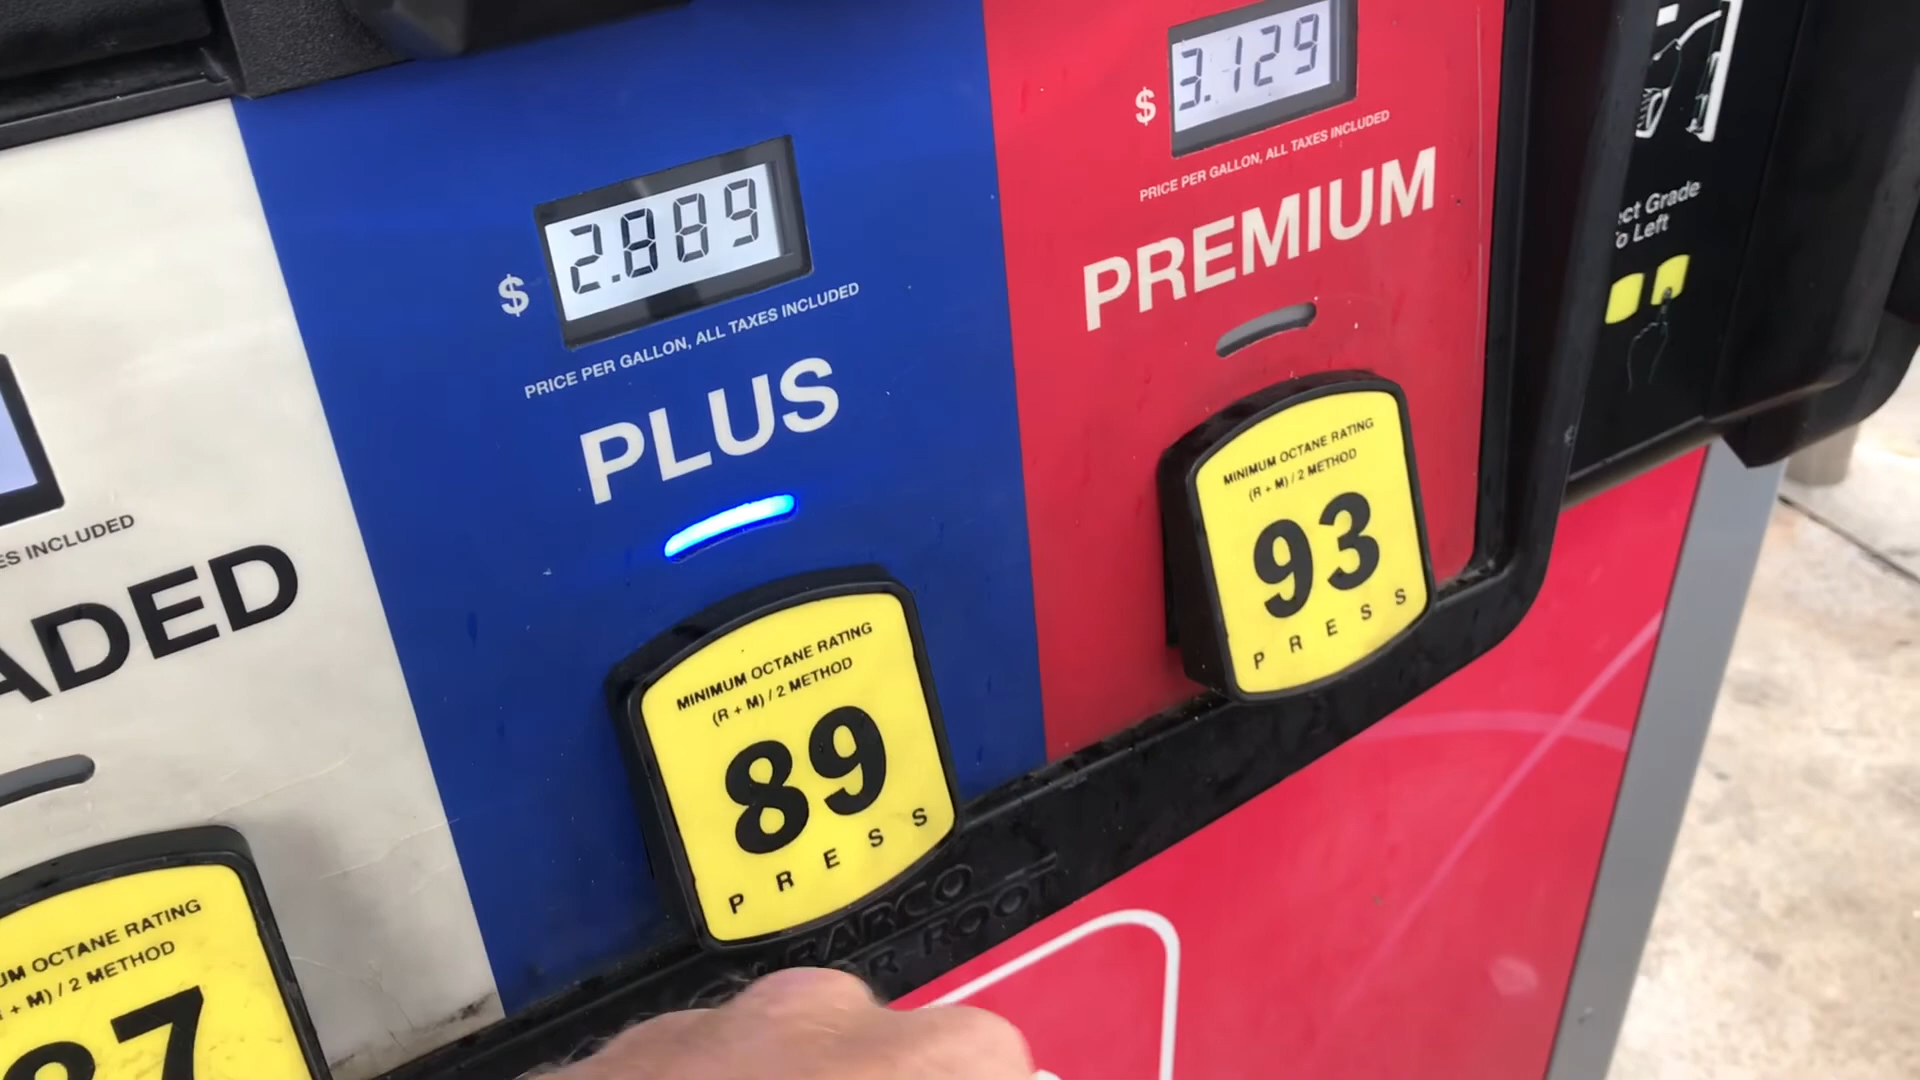 $ 2.889
PRICE PER GALLON, ALL TAXES INCLUDED
PLUS
MINIMUM OCTANE RATING
(R + M) / 2 METHOD
89
PRESS
$ 3.129
PRICE PER GALLON, ALL TAXES INCLUDED
PREMIUM
MINIMUM OCTANE RATING
(R + M) / 2 METHOD
93
PRESS
ES INCLUDED
ADED
UM OCTANE RATING
+ M) / 2 METHOD
87
ct Grade
o Left